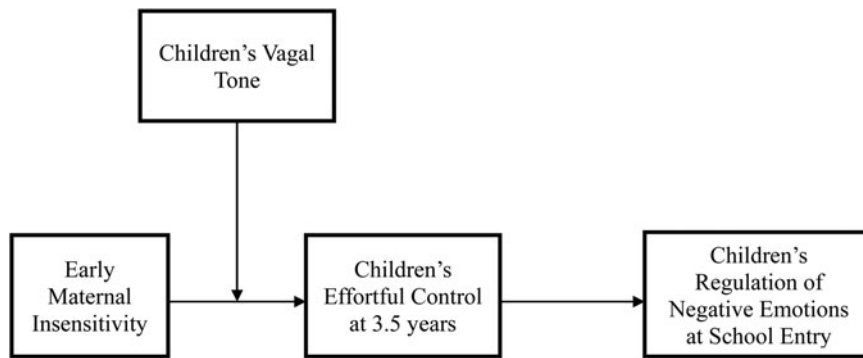 Children’s Vagal
Tone
Early
Maternal
Insensitivity
Children’s
Effortful Control
at 3.5 years
Children’s
Regulation of
Negative Emotions
at School Entry